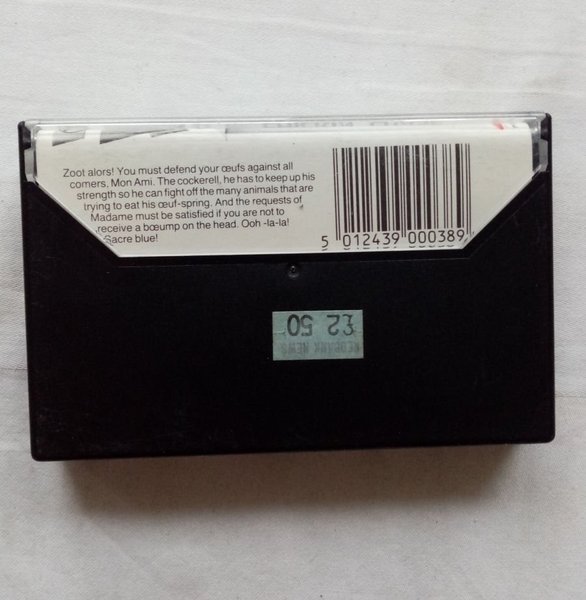 Zoot alors! You must defend your œufs against all
comers, Mon Ami. The cockerell, he has to keep up his
strength so he can fight off the many animals that are
trying to eat his œuf-spring. And the requests of
Madame must be satisfied if you are not to
receive a bœump on the head. Ooh -la-la!
Sacre blue!
5 012439 000389
£2 50
NEWS